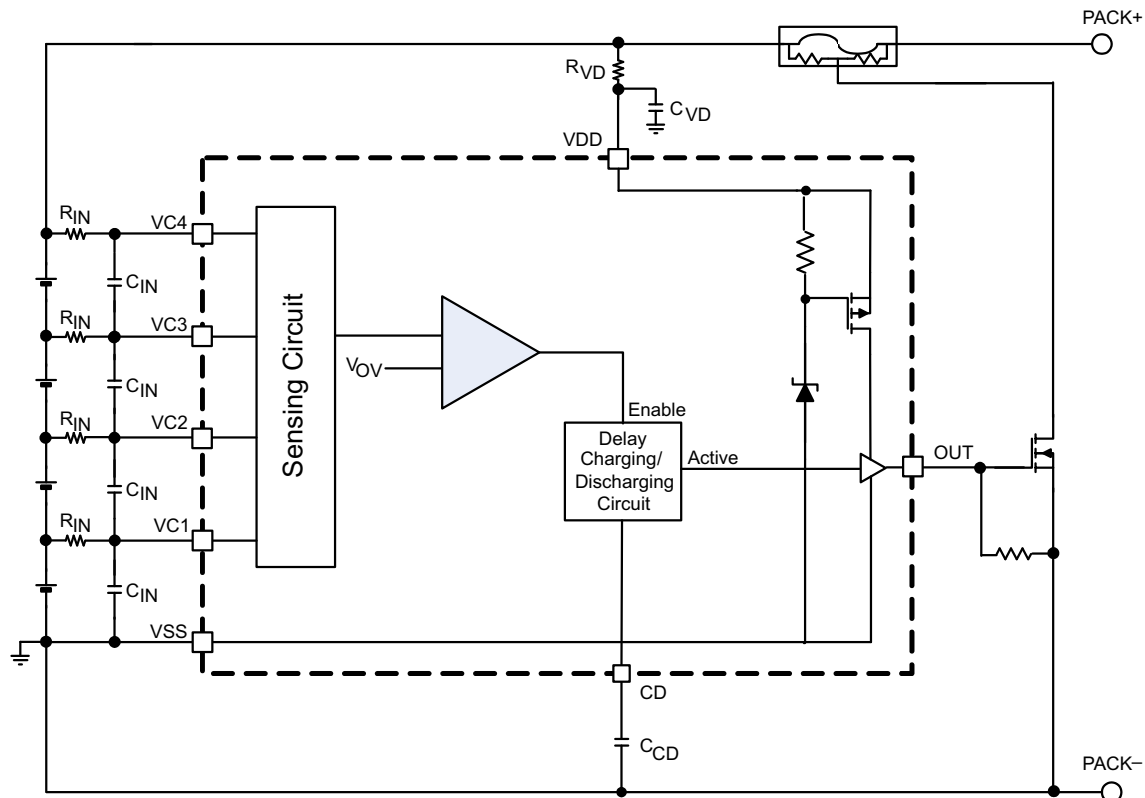 PACK+
RVD
CVD
VDD
RIN
VC4
CIN
RIN
VC3
CIN
RIN
VC2
CIN
RIN
VC1
CIN
VSS
Sensing Circuit
VOV
Enable
Delay
Charging/
Discharging
Circuit
Active
OUT
CD
CCD
PACK–